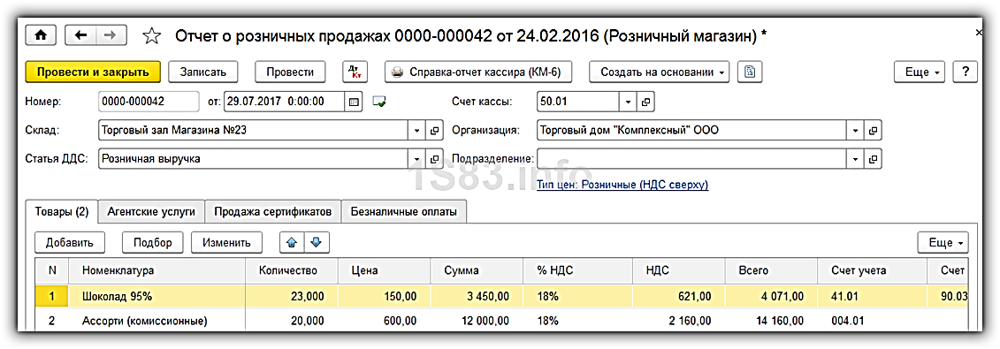 Отчет о розничных продажах 0000-000042 от 24.02.2016 (Розничный магазин) *
Провести и закрыть Записать Провести Дт Кт Справка-отчет кассира (КМ-6) Создать на основании Еще ?
Номер: 0000-000042 от: 29.07.2017 0:00:00 Счет кассы: 50.01
Склад: Торговый зал Магазина №23 Организация: Торговый дом "Комплексный" ООО
Статья ДДС: Розничная выручка Подразделение:
1S83.info
Тип цен: Розничные (НДС сверху)
Товары (2) Агентские услуги Продажа сертификатов Безналичные оплаты
Добавить Подбор Изменить Еще
N Номенклатура Количество Цена Сумма % НДС НДС Всего Счет учета Счет
1 Шоколад 95% 23,000 150,00 3 450,00 18% 621,00 4 071,00 41.01 90.03
2 Ассорти (комиссионные) 20,000 600,00 12 000,00 18% 2 160,00 14 160,00 004.01